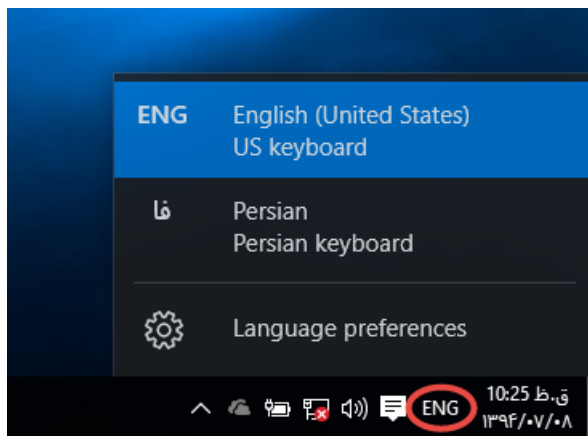 ENG English (United States)
US keyboard
فا Persian
Persian keyboard
Language preferences
ENG
10:25 ق.ظ
۱۳۹۴/۰۷/۰۸